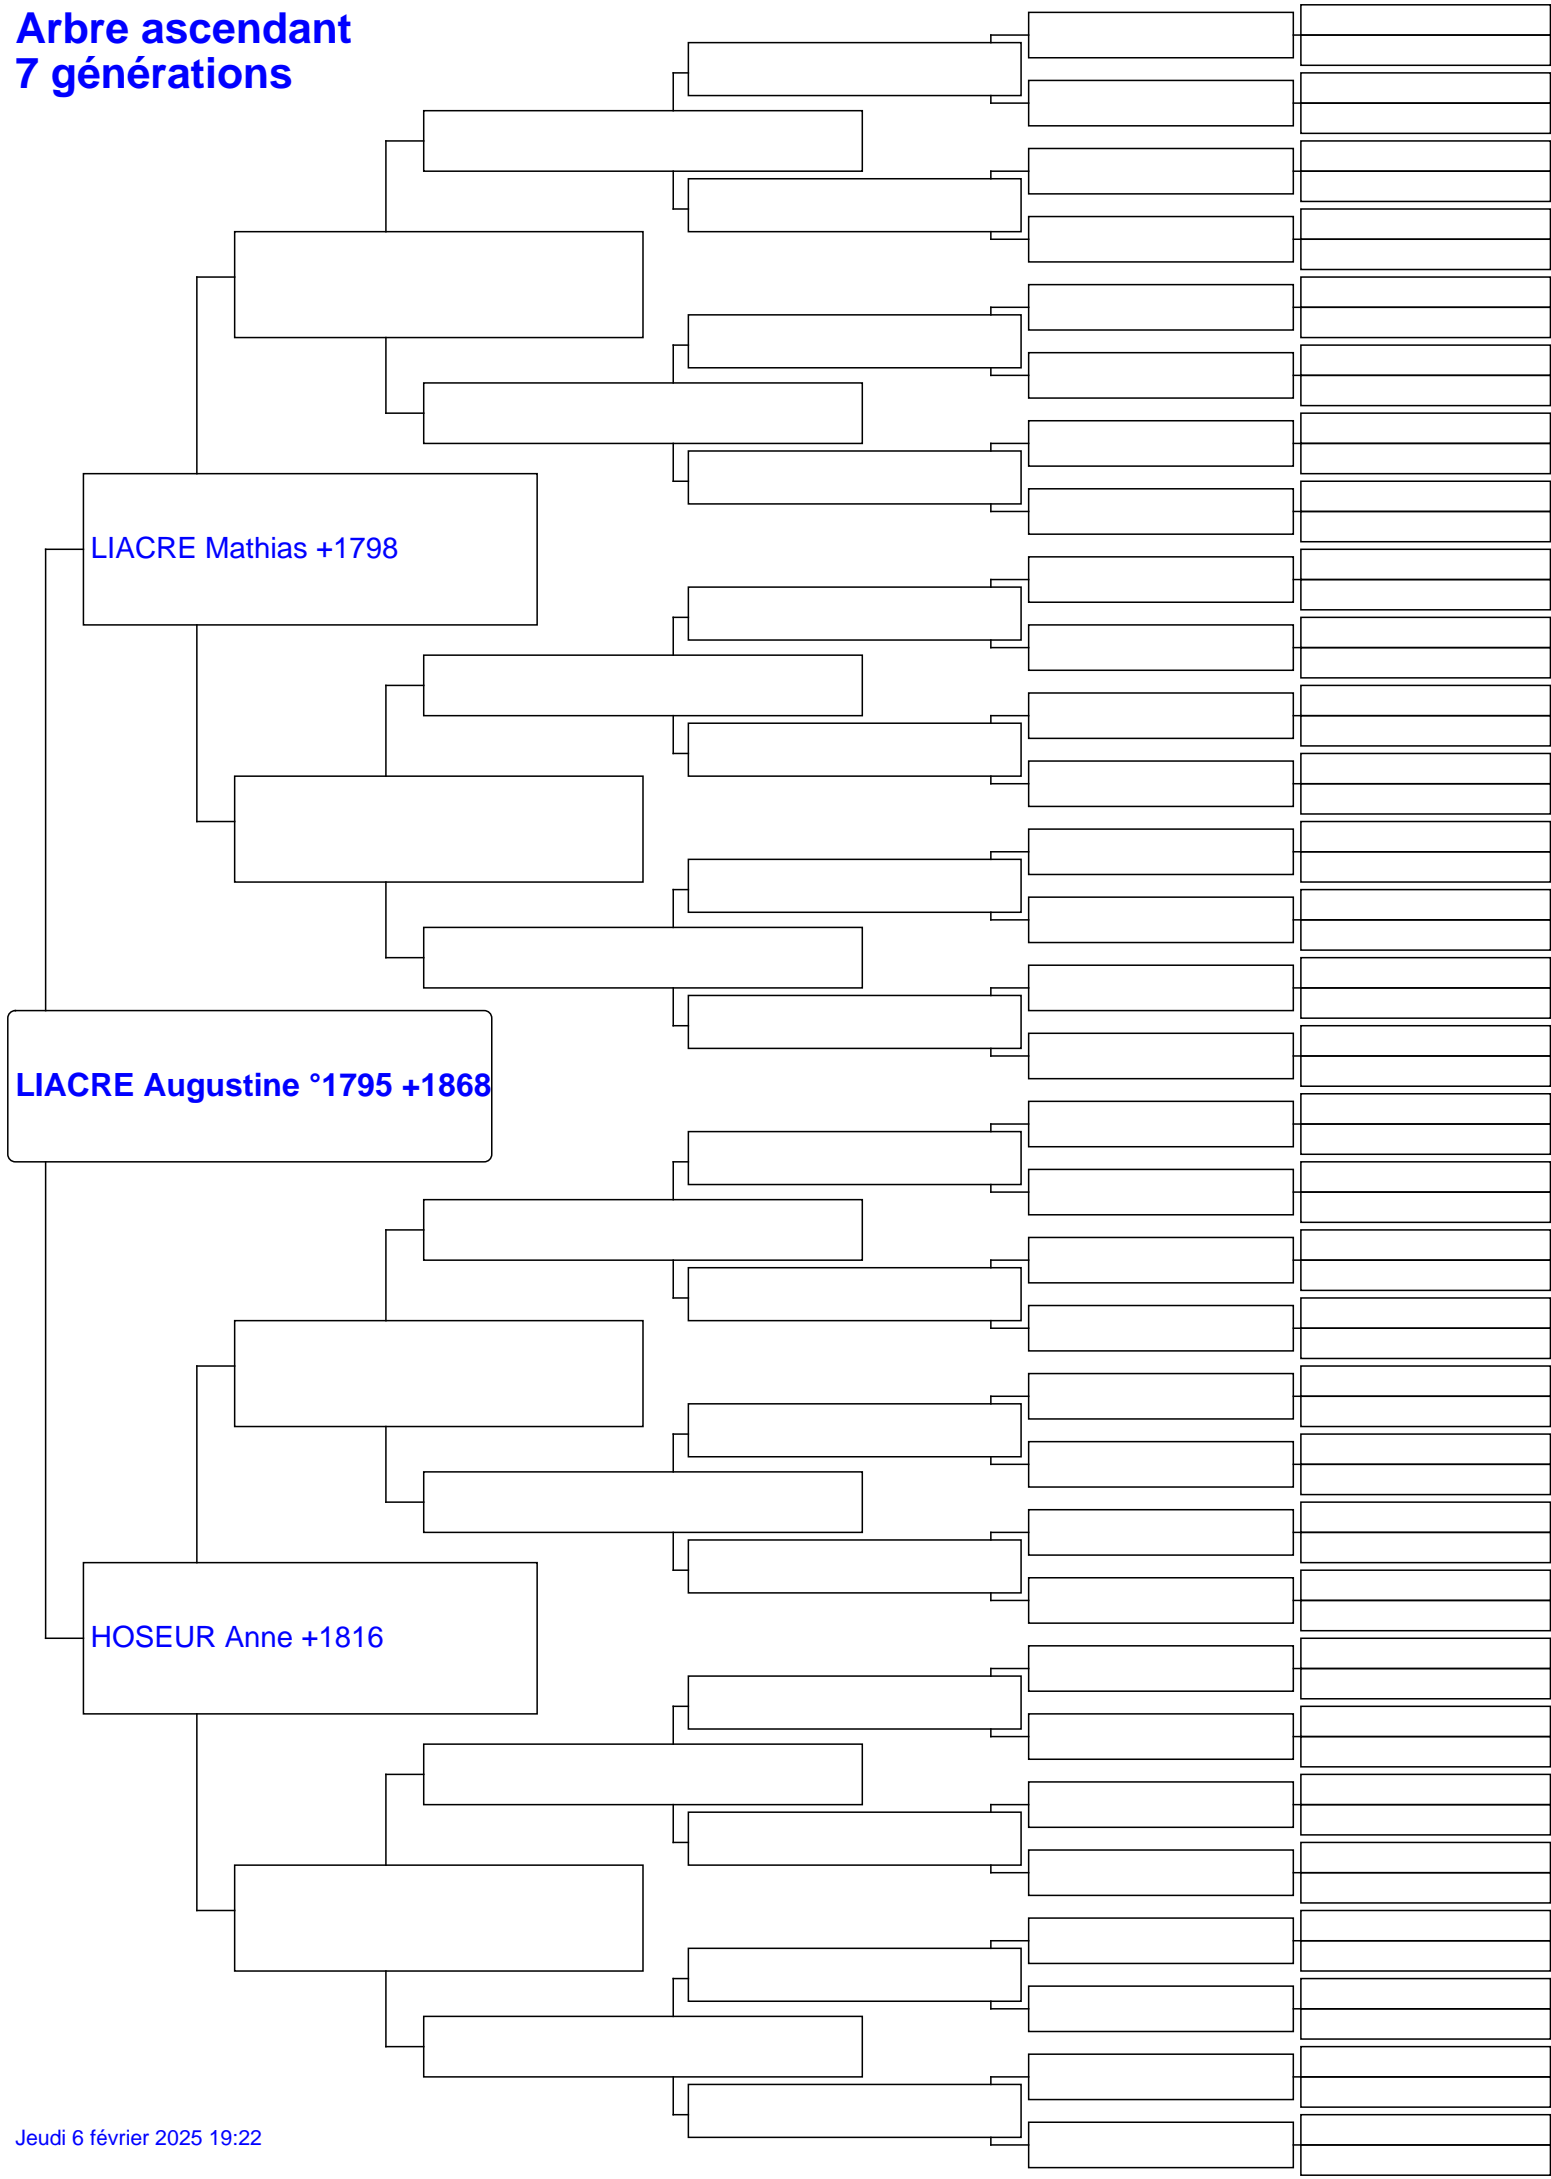 Arbre ascendant
7 générations
LIACRE Mathias +1798
LIACRE Augustine °1795 +1868
HOSEUR Anne +1816
Jeudi 6 février 2025 19:22